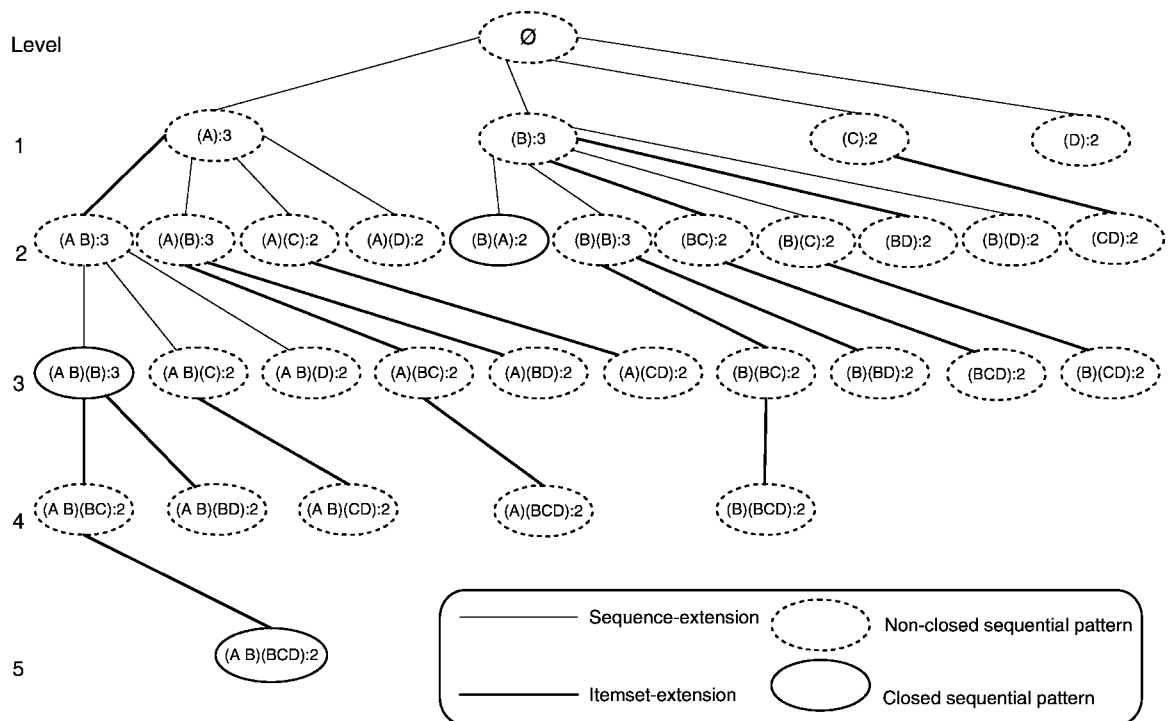 Level
Ø
1
(A):3
(B):3
(C):2
(D):2
2
(A B):3
(A)(B):3
(A)(C):2
(A)(D):2
(B)(A):2
(B)(B):3
(BC):2
(B)(C):2
(BD):2
(B)(D):2
(CD):2
3
(A B)(B):3
(A B)(C):2
(A B)(D):2
(A)(BC):2
(A)(BD):2
(A)(CD):2
(B)(BC):2
(B)(BD):2
(BCD):2
(B)(CD):2
4
(A B)(BC):2
(A B)(BD):2
(A B)(CD):2
(A)(BCD):2
(B)(BCD):2
5
(A B)(BCD):2
Sequence-extension
Non-closed sequential pattern
Itemset-extension
Closed sequential pattern